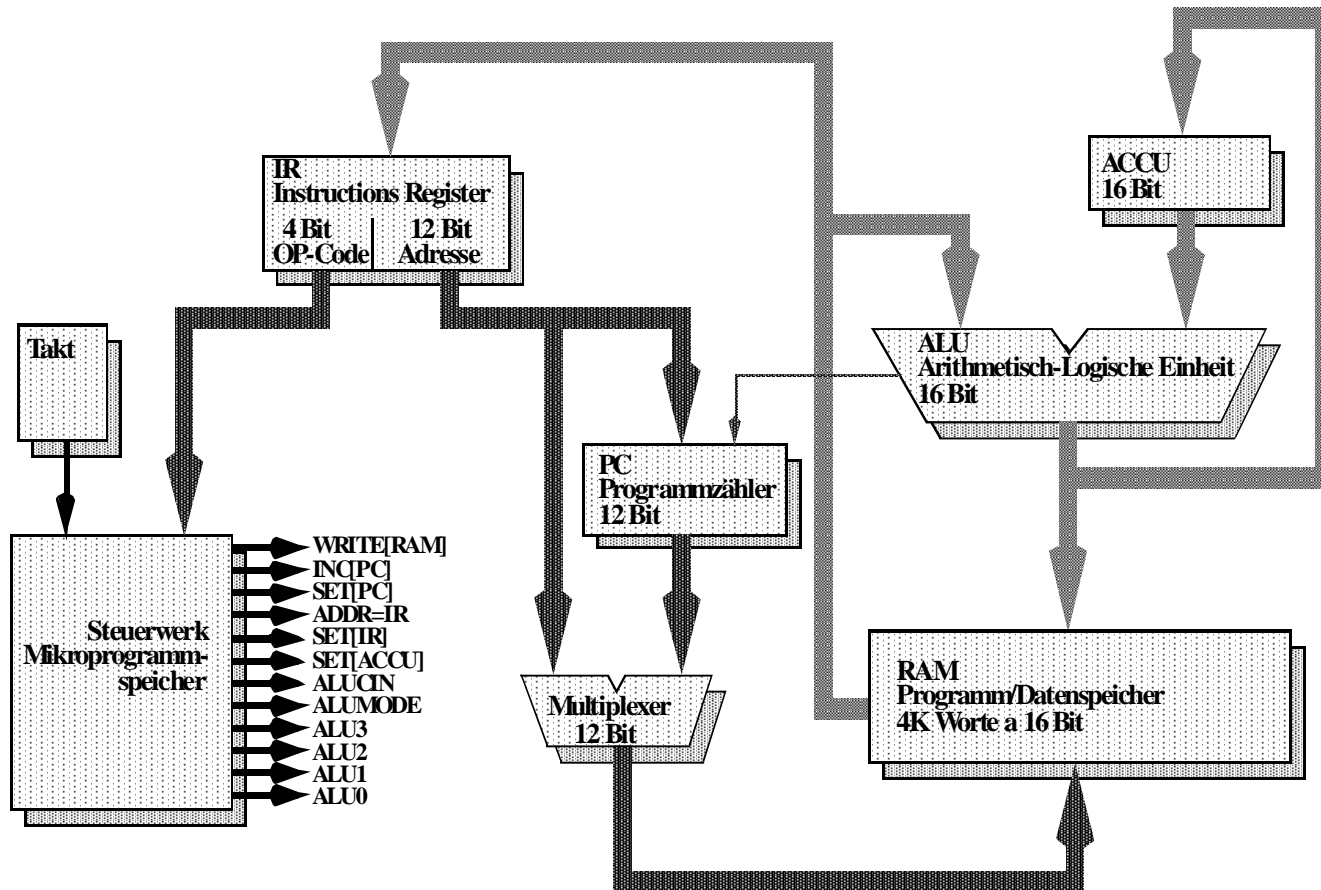 IR
Instructions Register
4 Bit
OP-Code
12 Bit
Adresse
ACCU
16 Bit
Takt
ALU
Arithmetisch-Logische Einheit
16 Bit
PC
Programmzähler
12 Bit
Steuerwerk
Mikroprogramm-
speicher
WRITE[RAM]
INC[PC]
SET[PC]
ADDR=IR
SET[IR]
SET[ACCU]
ALUCIN
ALUMODE
ALU3
ALU2
ALU1
ALU0
Multiplexer
12 Bit
RAM
Programm/Datenspeicher
4K Worte a 16 Bit